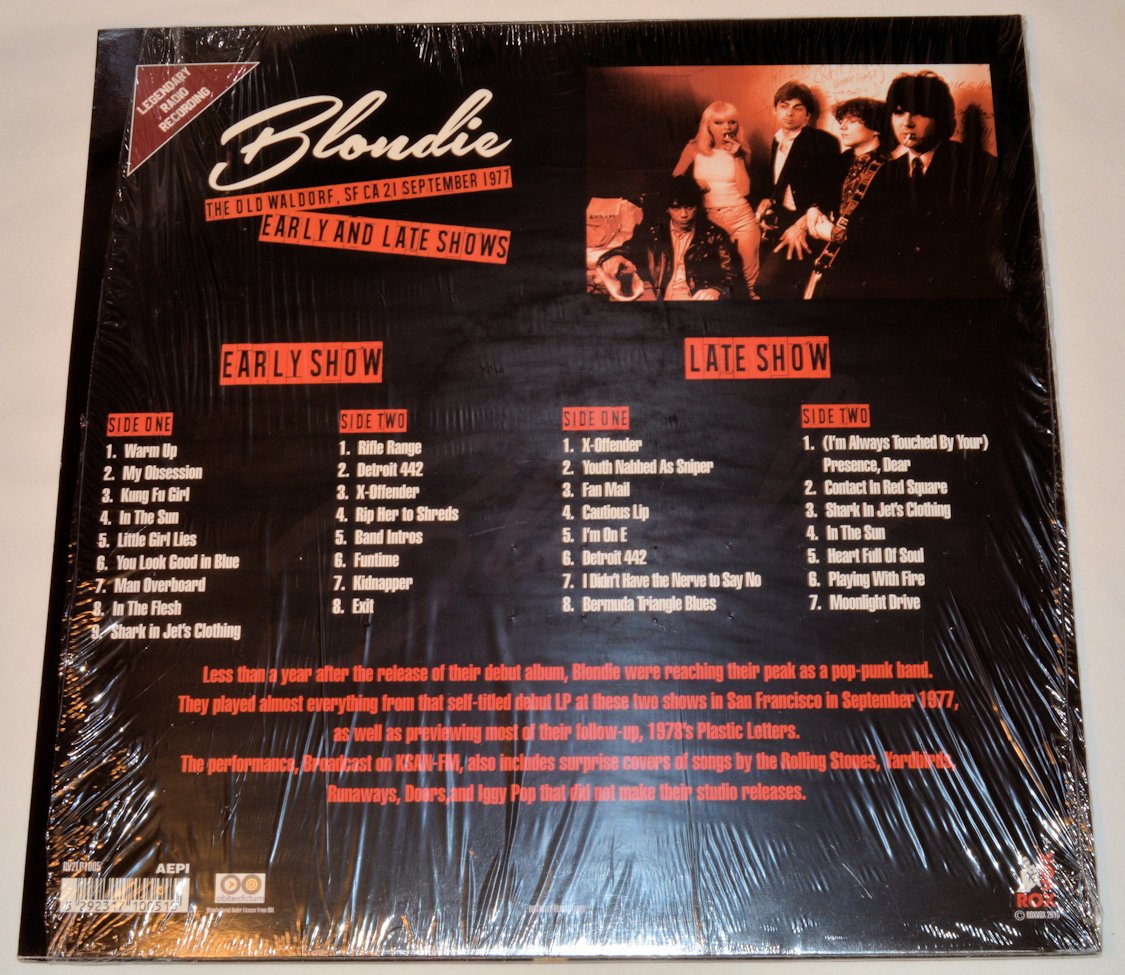 LEGENDARY
RADIO
RECORDING
Blondie
THE OLD WALDORF, SF CA 21 SEPTEMBER 1977
EARLY AND LATE SHOWS
EARLY SHOW
SIDE ONE
1. Warm Up
2. My Obsession
3. Kung Fu Girl
4. In The Sun
5. Little Girl Lies
6. You Look Good in Blue
7. Man Overboard
8. In The Flesh
9. Shark in Jet's Clothing
SIDE TWO
1. Rifle Range
2. Detroit 442
3. X-Offender
4. Rip Her to Shreds
5. Band Intros
6. Funtime
7. Kidnapper
8. Exit
LATE SHOW
SIDE ONE
1. X-Offender
2. Youth Nabbed As Sniper
3. Fan Mail
4. Cautious Lip
5. I'm On E
6. Detroit 442
7. I Didn't Have the Nerve to Say No
8. Bermuda Triangle Blues
SIDE TWO
1. (I'm Always Touched By Your)
Presence, Dear
2. Contact In Red Square
3. Shark In Jet's Clothing
4. In The Sun
5. Heart Full Of Soul
6. Playing With Fire
7. Moonlight Drive
Less than a year after the release of their debut album, Blondie were reaching their peak as a pop-punk band.
They played almost everything from that self-titled debut LP at these two shows in San Francisco in September 1977,
as well as previewing most of their follow-up, 1978's Plastic Letters.
The performance, Broadcast on KSAN-FM, also includes surprise covers of songs by the Rolling Stones, Yardbirds,
Runaways, Doors,and Iggy Pop that did not make their studio releases.
RV2LP1005
AEPI
obiterdictum
ROX
© ROXVOX